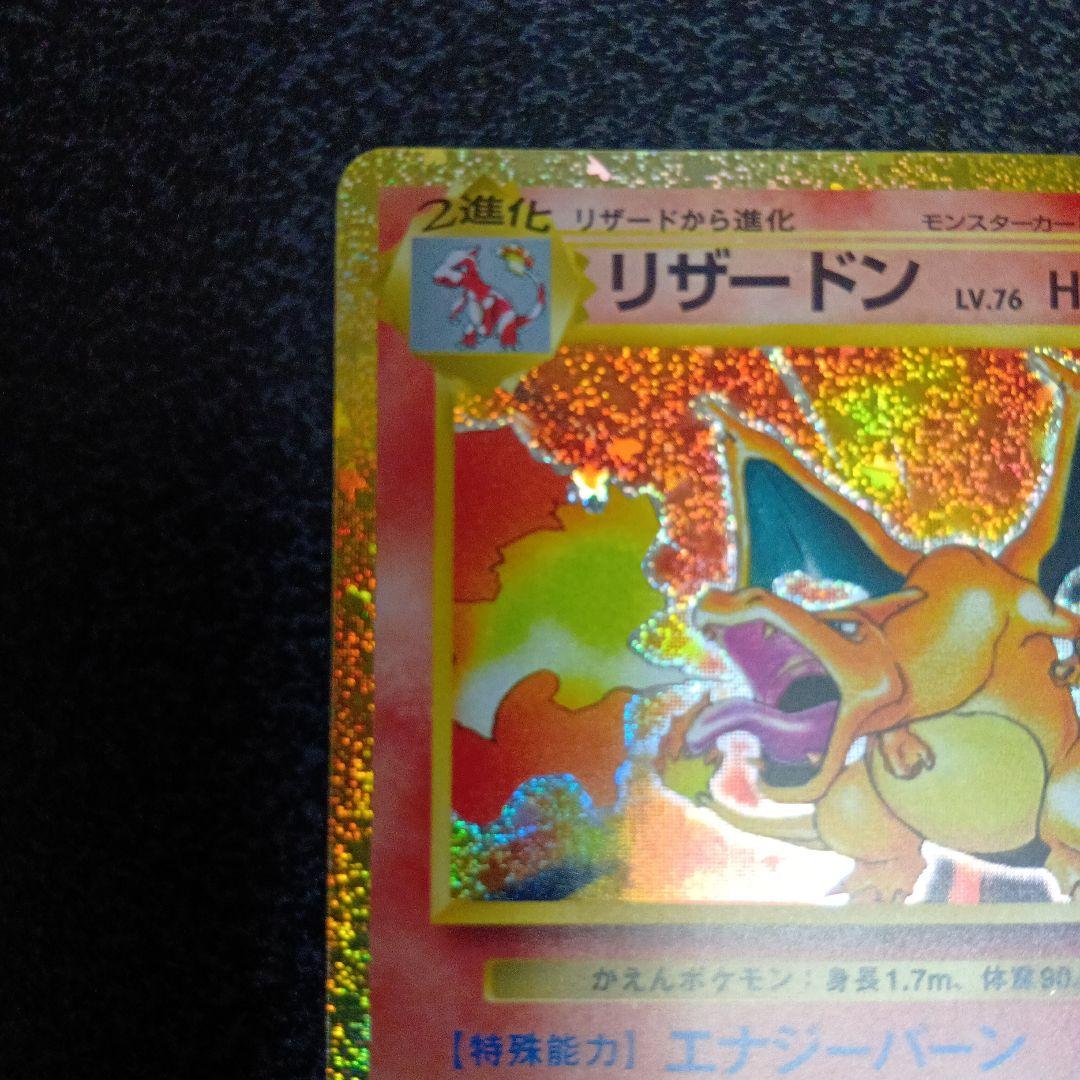 2進化 リザードから進化 モンスターカー
リザードン LV.76 H
かえんポケモン：身長1.7m、体重90.
【特殊能力】エナジーバーン